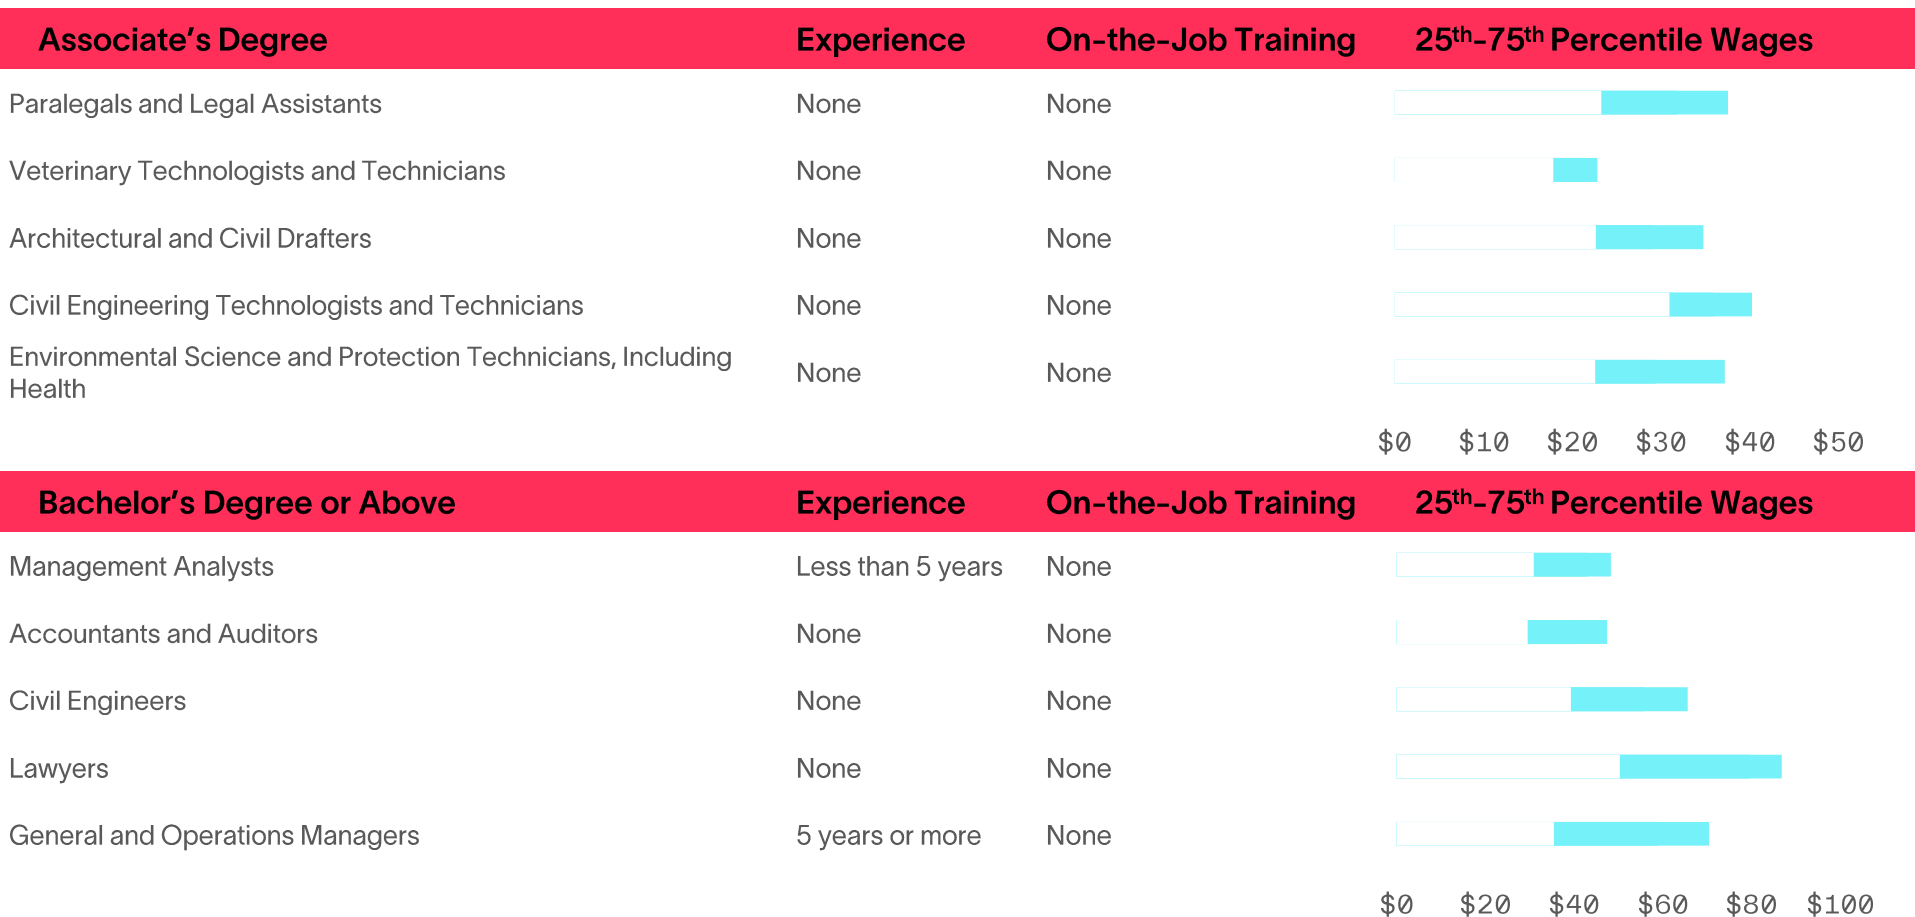 Associate's Degree Experience On-the-Job Training 25th-75th Percentile Wages
Paralegals and Legal Assistants None None
Veterinary Technologists and Technicians None None
Architectural and Civil Drafters None None
Civil Engineering Technologists and Technicians None None
Environmental Science and Protection Technicians, Including
Health None None
$0 $10 $20 $30 $40 $50
Bachelor's Degree or Above Experience On-the-Job Training 25th-75th Percentile Wages
Management Analysts Less than 5 years None
Accountants and Auditors None None
Civil Engineers None None
Lawyers None None
General and Operations Managers 5 years or more None
$0 $20 $40 $60 $80 $100